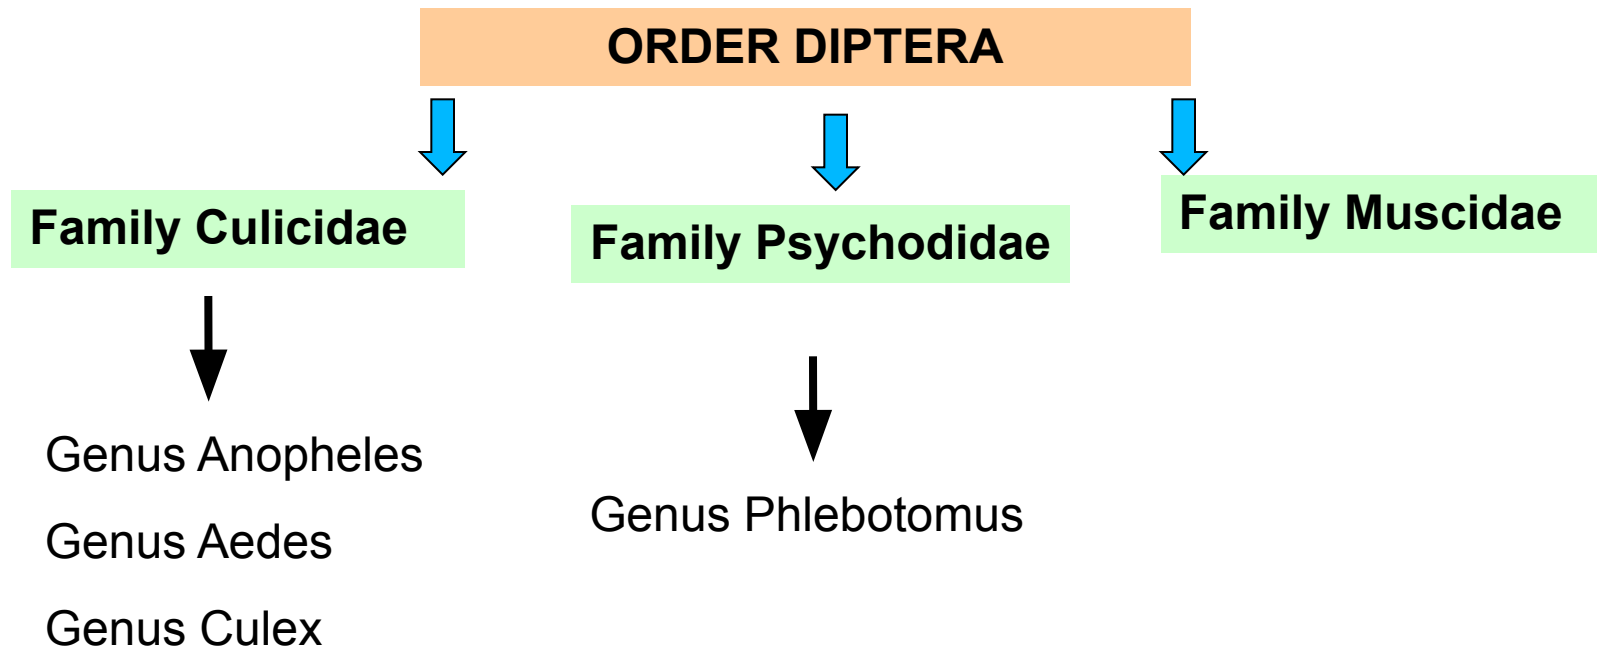 ORDER DIPTERA
Family Culicidae
Family Psychodidae
Family Muscidae
Genus Anopheles
Genus Aedes
Genus Culex
Genus Phlebotomus